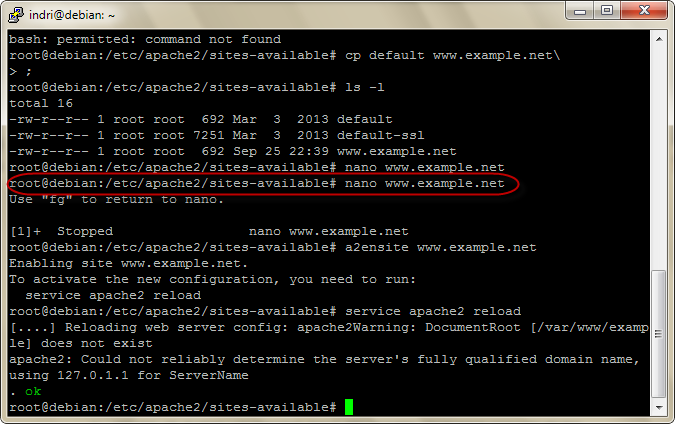 indri@debian: ~
bash: permitted: command not found
root@debian:/etc/apache2/sites-available# cp default www.example.net\
> ;
root@debian:/etc/apache2/sites-available# ls -l
total 16
-rw-r--r-- 1 root root  692 Mar  3  2013 default
-rw-r--r-- 1 root root 7251 Mar  3  2013 default-ssl
-rw-r--r-- 1 root root  692 Sep 25 22:39 www.example.net
root@debian:/etc/apache2/sites-available# nano www.example.net
root@debian:/etc/apache2/sites-available# nano www.example.net
Use "fg" to return to nano.
[1]+  Stopped                 nano www.example.net
root@debian:/etc/apache2/sites-available# a2ensite www.example.net
Enabling site www.example.net.
To activate the new configuration, you need to run:
  service apache2 reload
root@debian:/etc/apache2/sites-available# service apache2 reload
[....] Reloading web server config: apache2Warning: DocumentRoot [/var/www/examp
le] does not exist
apache2: Could not reliably determine the server's fully qualified domain name,
using 127.0.1.1 for ServerName
. ok
root@debian:/etc/apache2/sites-available#